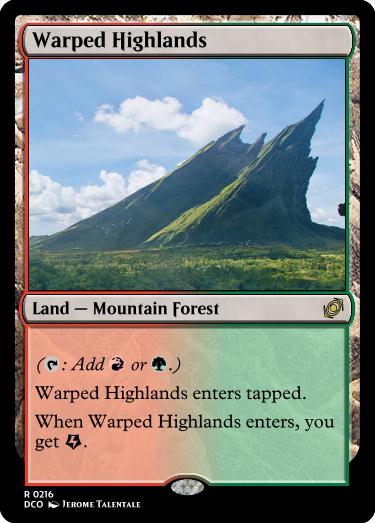 Warped Highlands
Land — Mountain Forest
(: Add or .)
Warped Highlands enters tapped.
When Warped Highlands enters, you
get .
R 0216
DCO Jerome Talentale